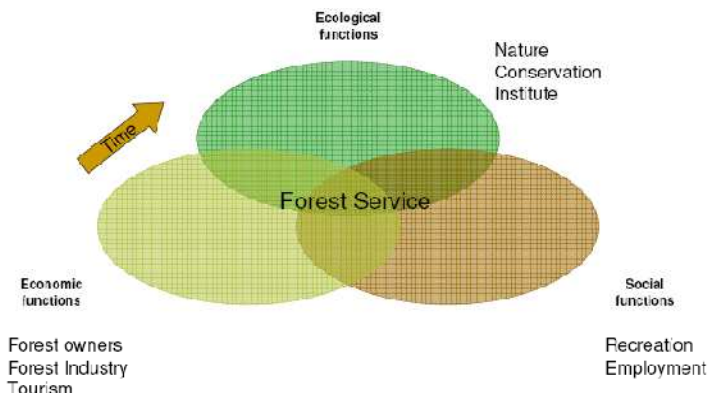 Ecological
functions
Nature
Conservation
Institute
Time
Forest Service
Economic
functions
Social
functions
Forest owners
Forest Industry
Tourism
Recreation
Employment